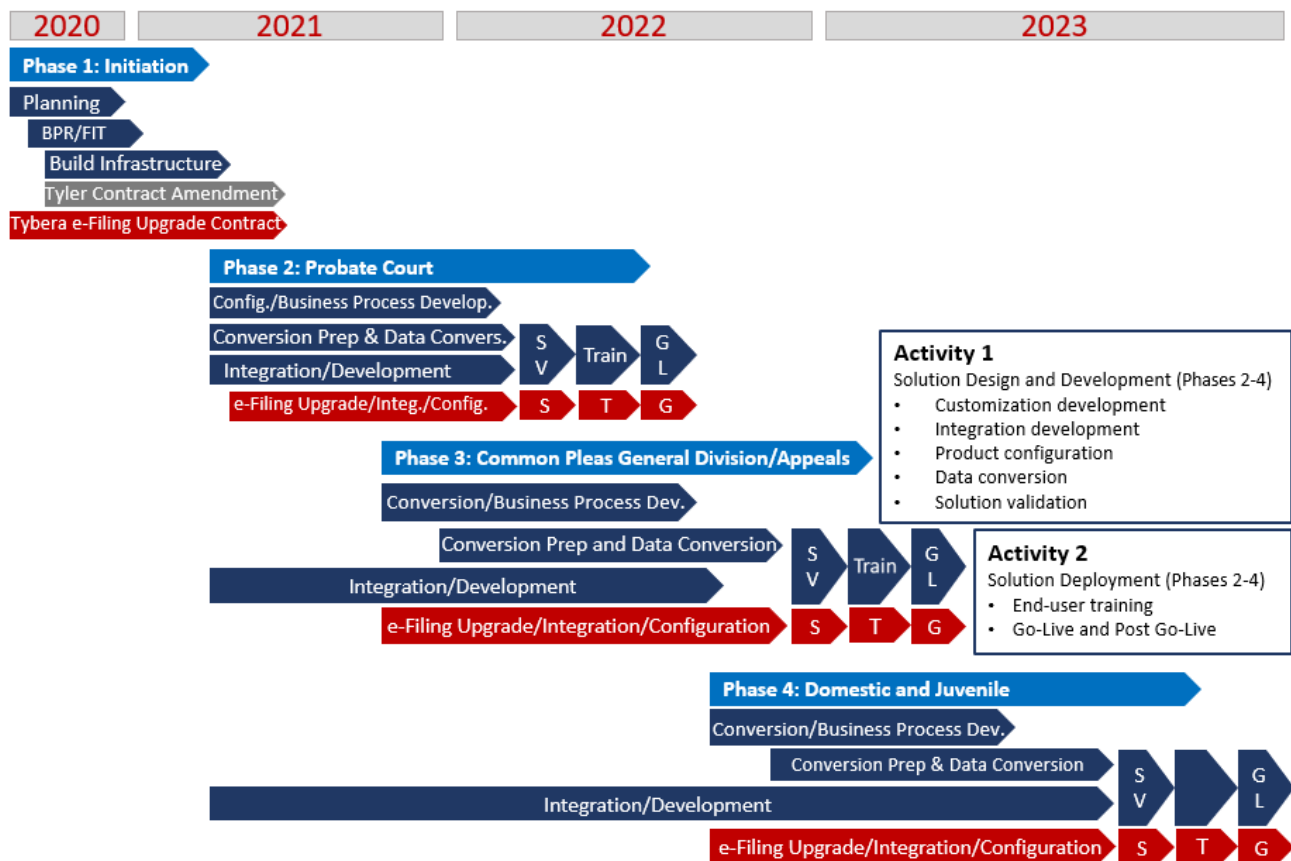 2020 2021 2022 2023
Phase 1: Initiation
Planning
BPR/FIT
Build Infrastructure
Tyler Contract Amendment
Tybera e-Filing Upgrade Contract
Phase 2: Probate Court
Config./Business Process Develop.
Conversion Prep & Data Convers.
Integration/Development
S
V
Train
G
L
e-Filing Upgrade/Integ./Config.
S
T
G
Activity 1
Solution Design and Development (Phases 2-4)
• Customization development
• Integration development
• Product configuration
• Data conversion
• Solution validation
Phase 3: Common Pleas General Division/Appeals
Conversion/Business Process Dev.
Conversion Prep and Data Conversion
Integration/Development
S
V
Train
G
L
e-Filing Upgrade/Integration/Configuration
S
T
G
Activity 2
Solution Deployment (Phases 2-4)
• End-user training
• Go-Live and Post Go-Live
Phase 4: Domestic and Juvenile
Conversion/Business Process Dev.
Conversion Prep & Data Conversion
Integration/Development
S
V
G
L
e-Filing Upgrade/Integration/Configuration
S
T
G